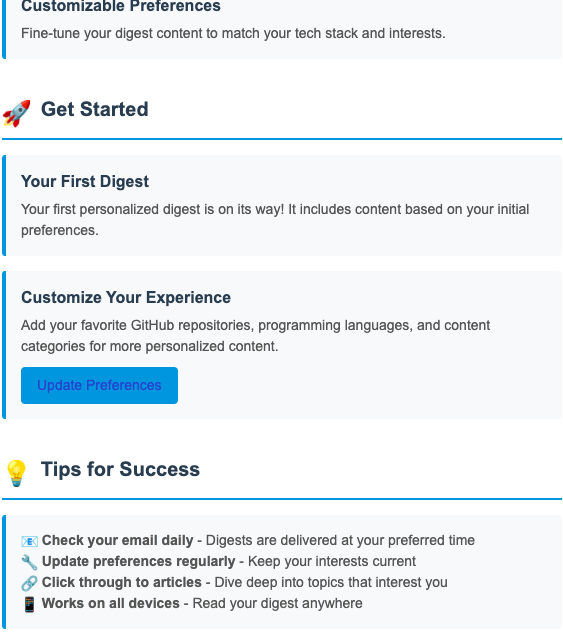 Customizable Preferences
Fine-tune your digest content to match your tech stack and interests.
🚀 Get Started
Your First Digest
Your first personalized digest is on its way! It includes content based on your initial
preferences.
Customize Your Experience
Add your favorite GitHub repositories, programming languages, and content
categories for more personalized content.
Update Preferences
💡 Tips for Success
📧 Check your email daily - Digests are delivered at your preferred time
🔧 Update preferences regularly - Keep your interests current
🔗 Click through to articles - Dive deep into topics that interest you
📱 Works on all devices - Read your digest anywhere